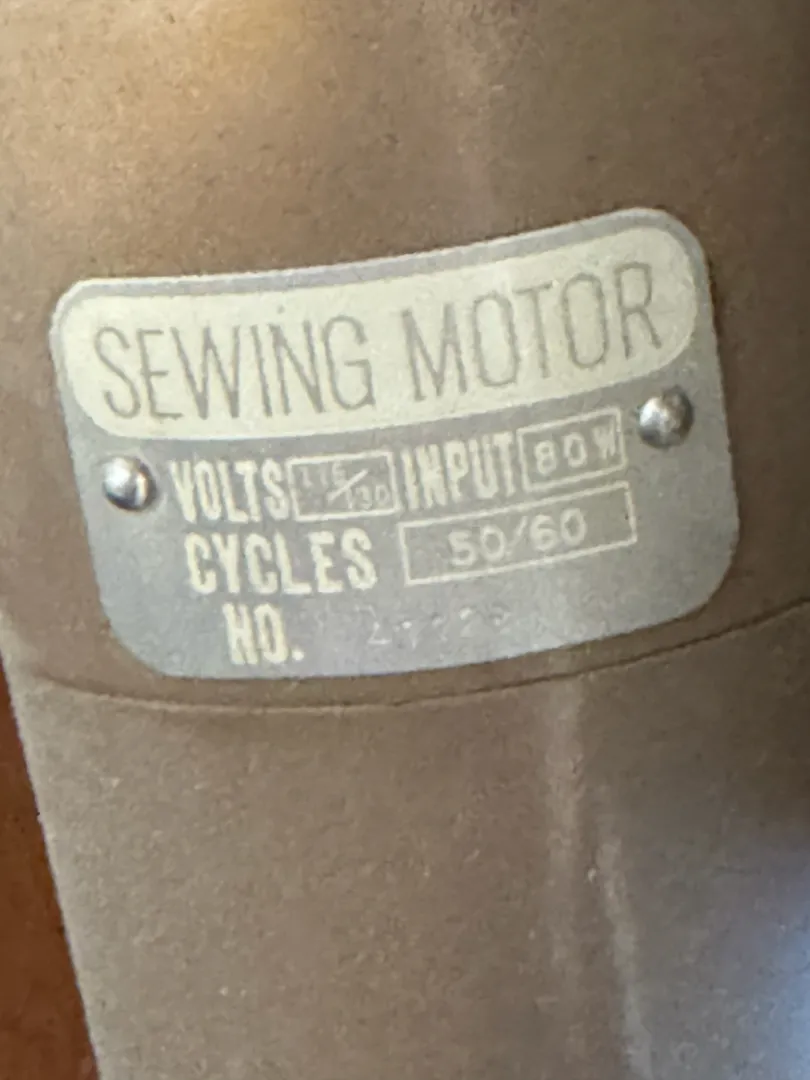 SEWING MOTOR
VOLTS 115/130 INPUT 80W
CYCLES 50/60
NO.